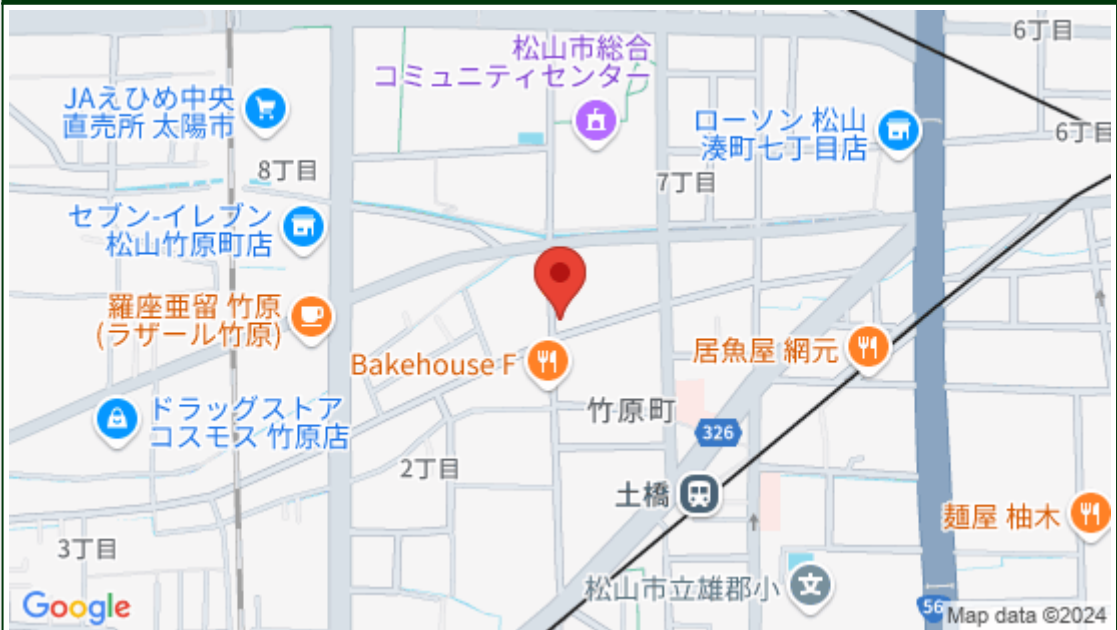 6丁目
松山市総合
コミュニティセンター
JAえひめ中央
直売所 太陽市
ローソン 松山
湊町七丁目店
6丁目
8丁目
7丁目
セブン-イレブン
松山竹原町店
羅座亜留 竹原
(ラザール竹原)
Bakehouse F
居魚屋 網元
ドラッグストア
コスモス 竹原店
竹原町
326
2丁目
土橋
麺屋 柚木
3丁目
松山市立雄郡小
Google
56
Map data ©2024